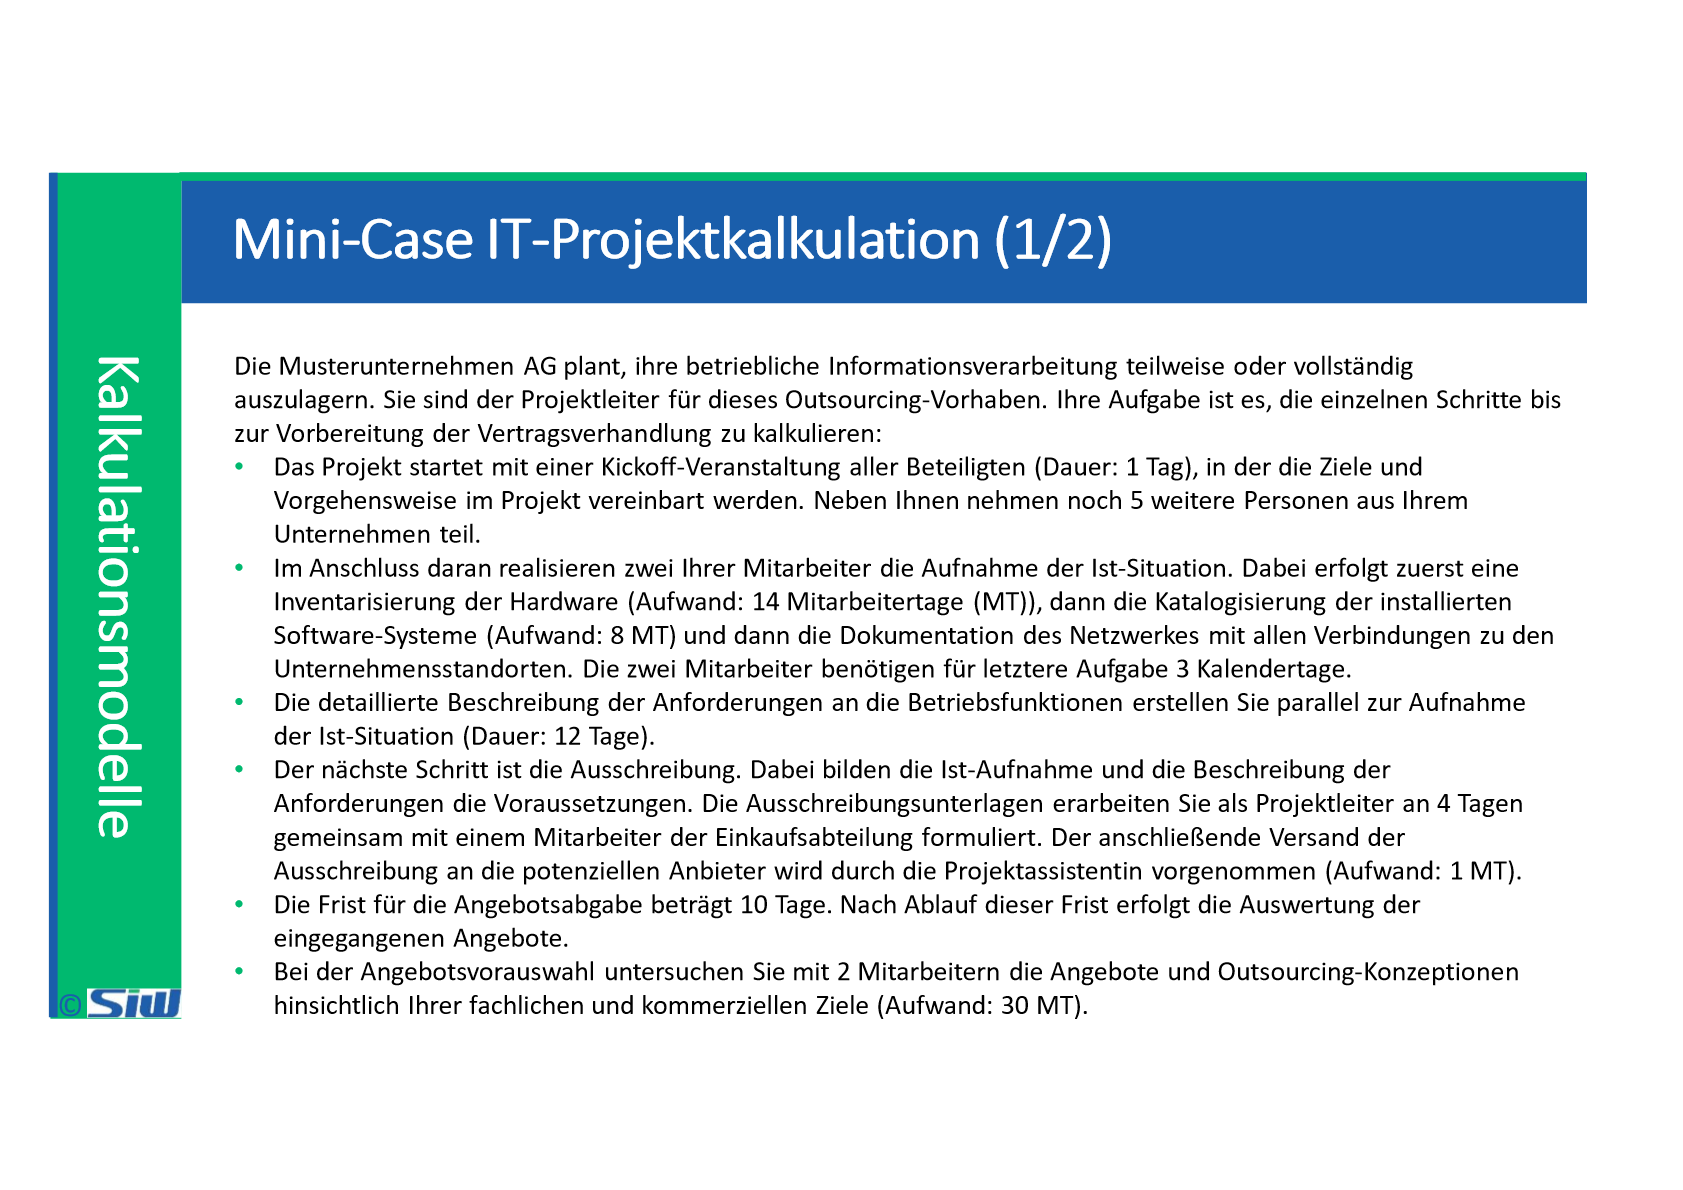 Mini-Case IT-Projektkalkulation (1/2)
Kalkulationsmodelle
Die Musterunternehmen AG plant, ihre betriebliche Informationsverarbeitung teilweise oder vollständig
auszulagern. Sie sind der Projektleiter für dieses Outsourcing-Vorhaben. Ihre Aufgabe ist es, die einzelnen Schritte bis
zur Vorbereitung der Vertragsverhandlung zu kalkulieren:
• Das Projekt startet mit einer Kickoff-Veranstaltung aller Beteiligten (Dauer: 1 Tag), in der die Ziele und
Vorgehensweise im Projekt vereinbart werden. Neben Ihnen nehmen noch 5 weitere Personen aus Ihrem
Unternehmen teil.
• Im Anschluss daran realisieren zwei Ihrer Mitarbeiter die Aufnahme der Ist-Situation. Dabei erfolgt zuerst eine
Inventarisierung der Hardware (Aufwand: 14 Mitarbeitertage (MT)), dann die Katalogisierung der installierten
Software-Systeme (Aufwand: 8 MT) und dann die Dokumentation des Netzwerkes mit allen Verbindungen zu den
Unternehmensstandorten. Die zwei Mitarbeiter benötigen für letztere Aufgabe 3 Kalendertage.
• Die detaillierte Beschreibung der Anforderungen an die Betriebsfunktionen erstellen Sie parallel zur Aufnahme
der Ist-Situation (Dauer: 12 Tage).
• Der nächste Schritt ist die Ausschreibung. Dabei bilden die Ist-Aufnahme und die Beschreibung der
Anforderungen die Voraussetzungen. Die Ausschreibungsunterlagen erarbeiten Sie als Projektleiter an 4 Tagen
gemeinsam mit einem Mitarbeiter der Einkaufsabteilung formuliert. Der anschließende Versand der
Ausschreibung an die potenziellen Anbieter wird durch die Projektassistentin vorgenommen (Aufwand: 1 MT).
• Die Frist für die Angebotsabgabe beträgt 10 Tage. Nach Ablauf dieser Frist erfolgt die Auswertung der
eingegangenen Angebote.
• Bei der Angebotsvorauswahl untersuchen Sie mit 2 Mitarbeitern die Angebote und Outsourcing-Konzeptionen
hinsichtlich Ihrer fachlichen und kommerziellen Ziele (Aufwand: 30 MT).
© SiW